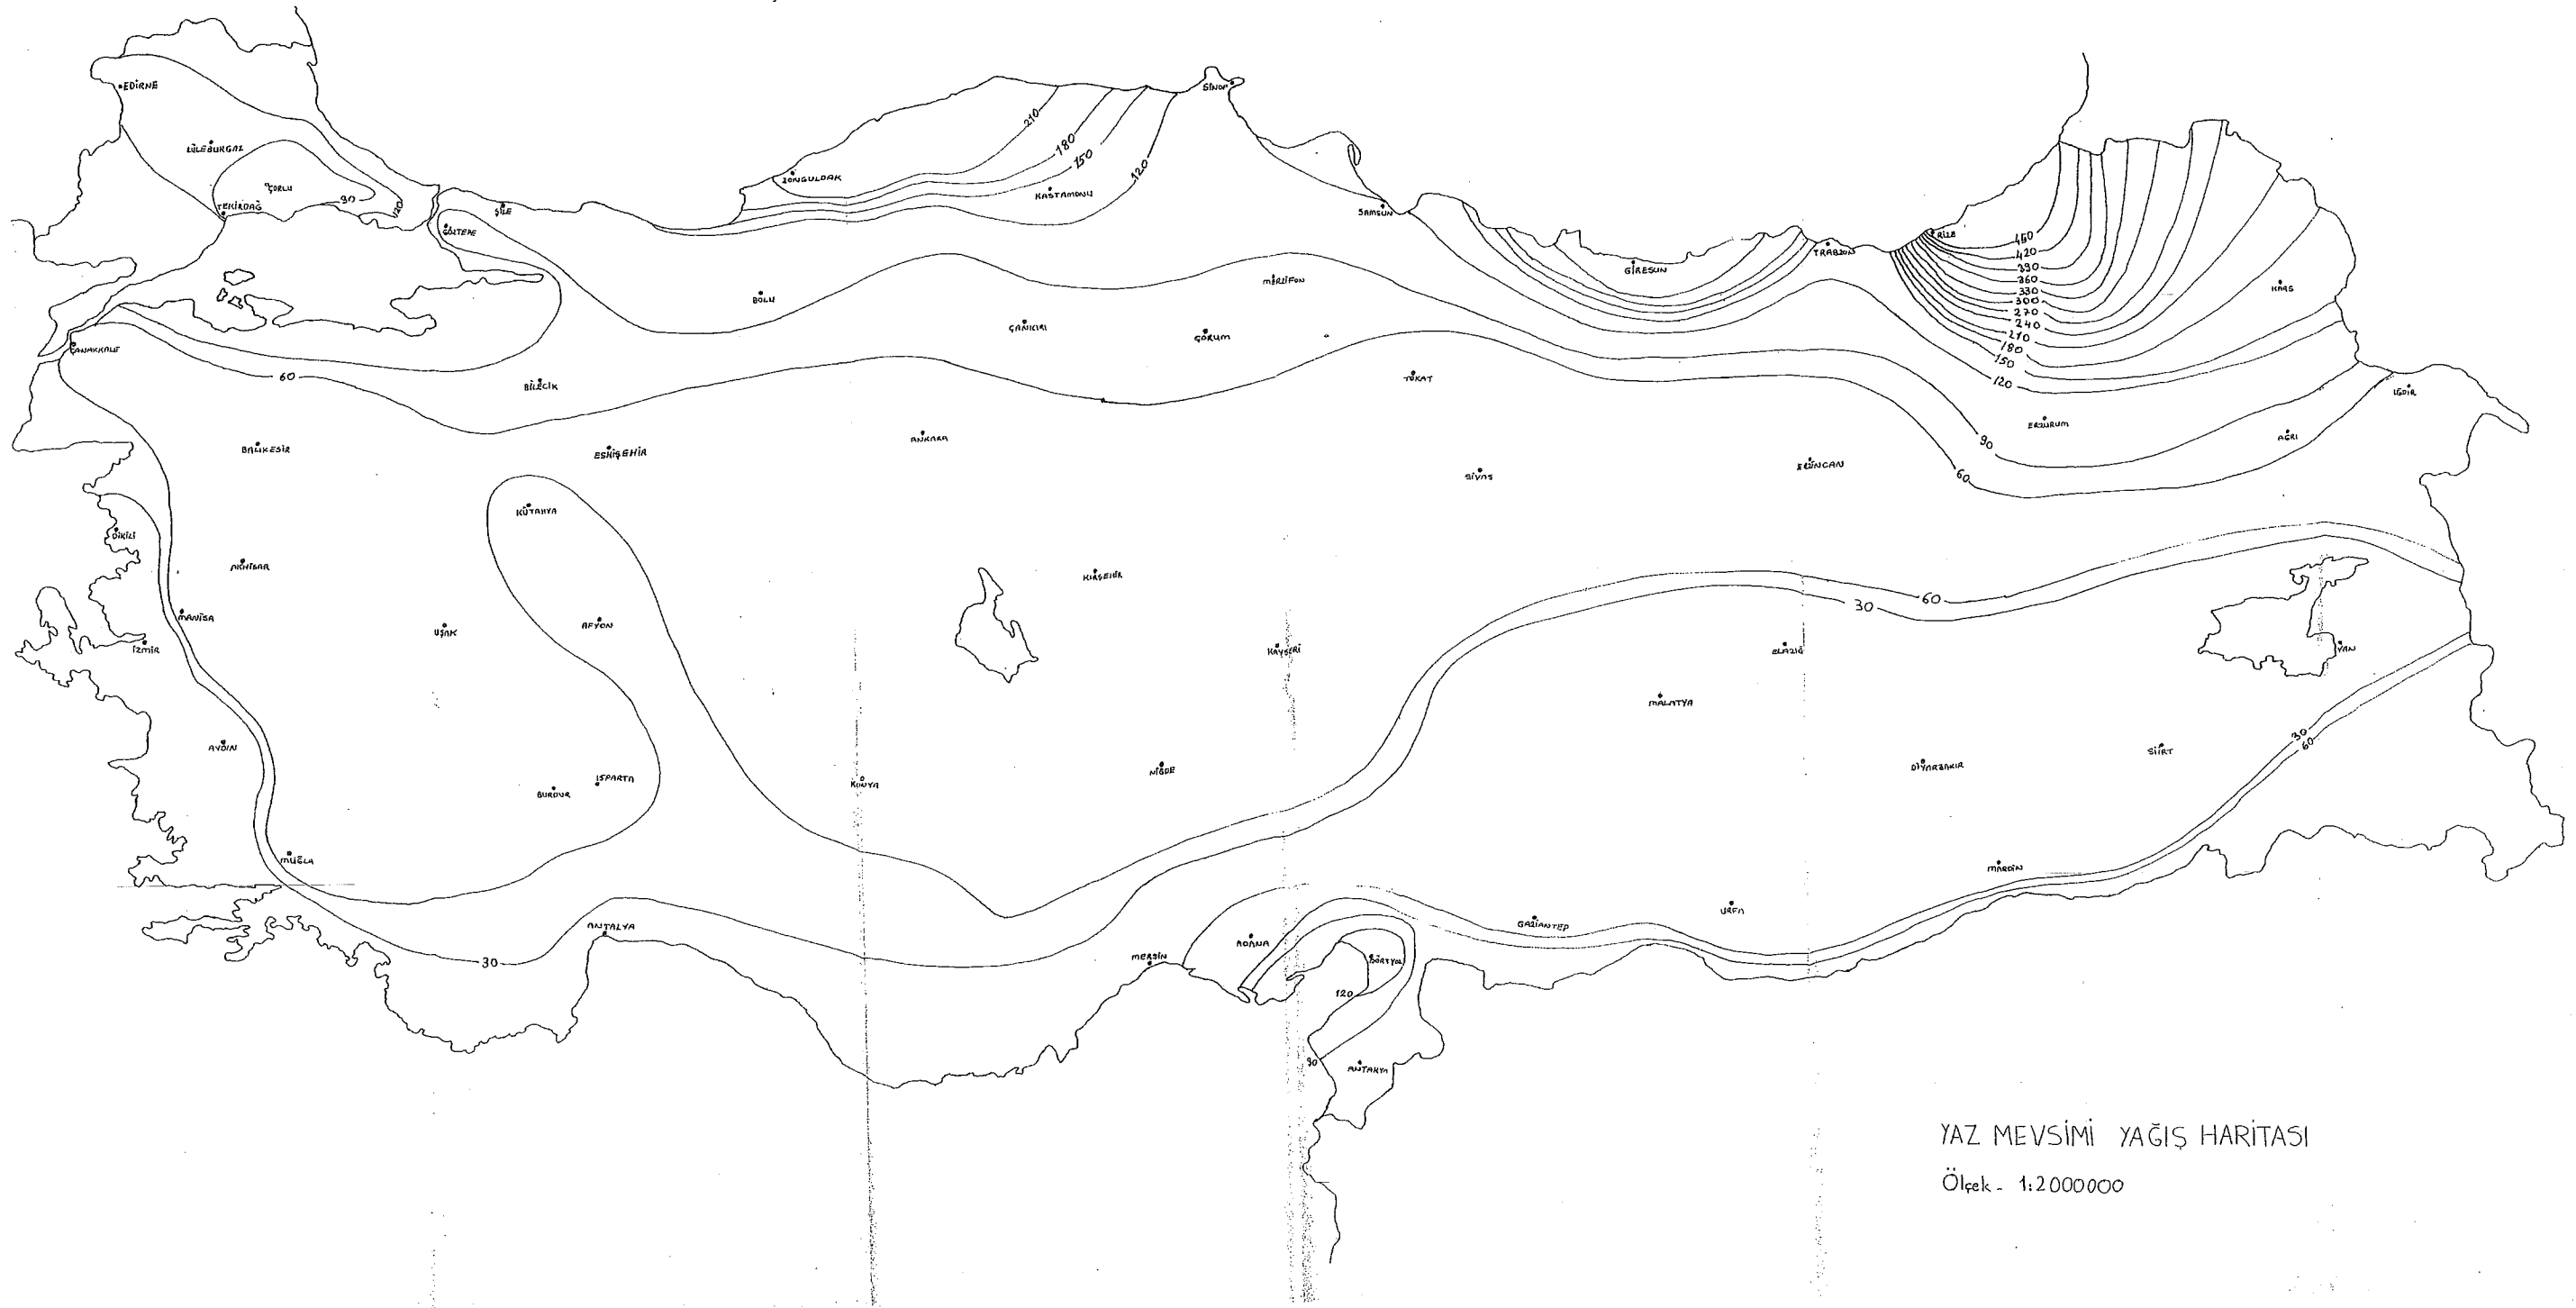 SİNOP
EDİRNE
210
180
150
120
LÜLEBURGAZ
ZONGULDAK
ÇORLU
KASTAMONU
90
120
TEKİRDAĞ
ŞİLE
SAMSUN
GÖZTEPE
RİZE
460
420
390
360
330
300
270
240
210
180
150
120
TRABZON
GİRESUN
MERZİFON
KARS
BOLU
ÇANKIRI
ÇORUM
ÇANAKKALE
60
BİLECİK
TOKAT
IĞDIR
ERZURUM
AĞRI
90
60
BALIKESİR
ESKİŞEHİR
ANKARA
SİVAS
ERZİNCAN
KÜTAHYA
DİKİLİ
AKHİSAR
KIRŞEHİR
60
30
MANİSA
UŞAK
AFYON
İZMİR
KAYSERİ
ELAZIĞ
VAN
MALATYA
AYDIN
30
60
SİİRT
ISPARTA
BURDUR
KONYA
NİĞDE
DİYARBAKIR
MUĞLA
MARDİN
URFA
GAZİANTEP
ANTALYA
ADANA
30
MERSİN
DÖRTYOL
120
90
ANTAKYA
YAZ MEVSİMİ YAĞIŞ HARİTASI
Ölçek - 1:2000000